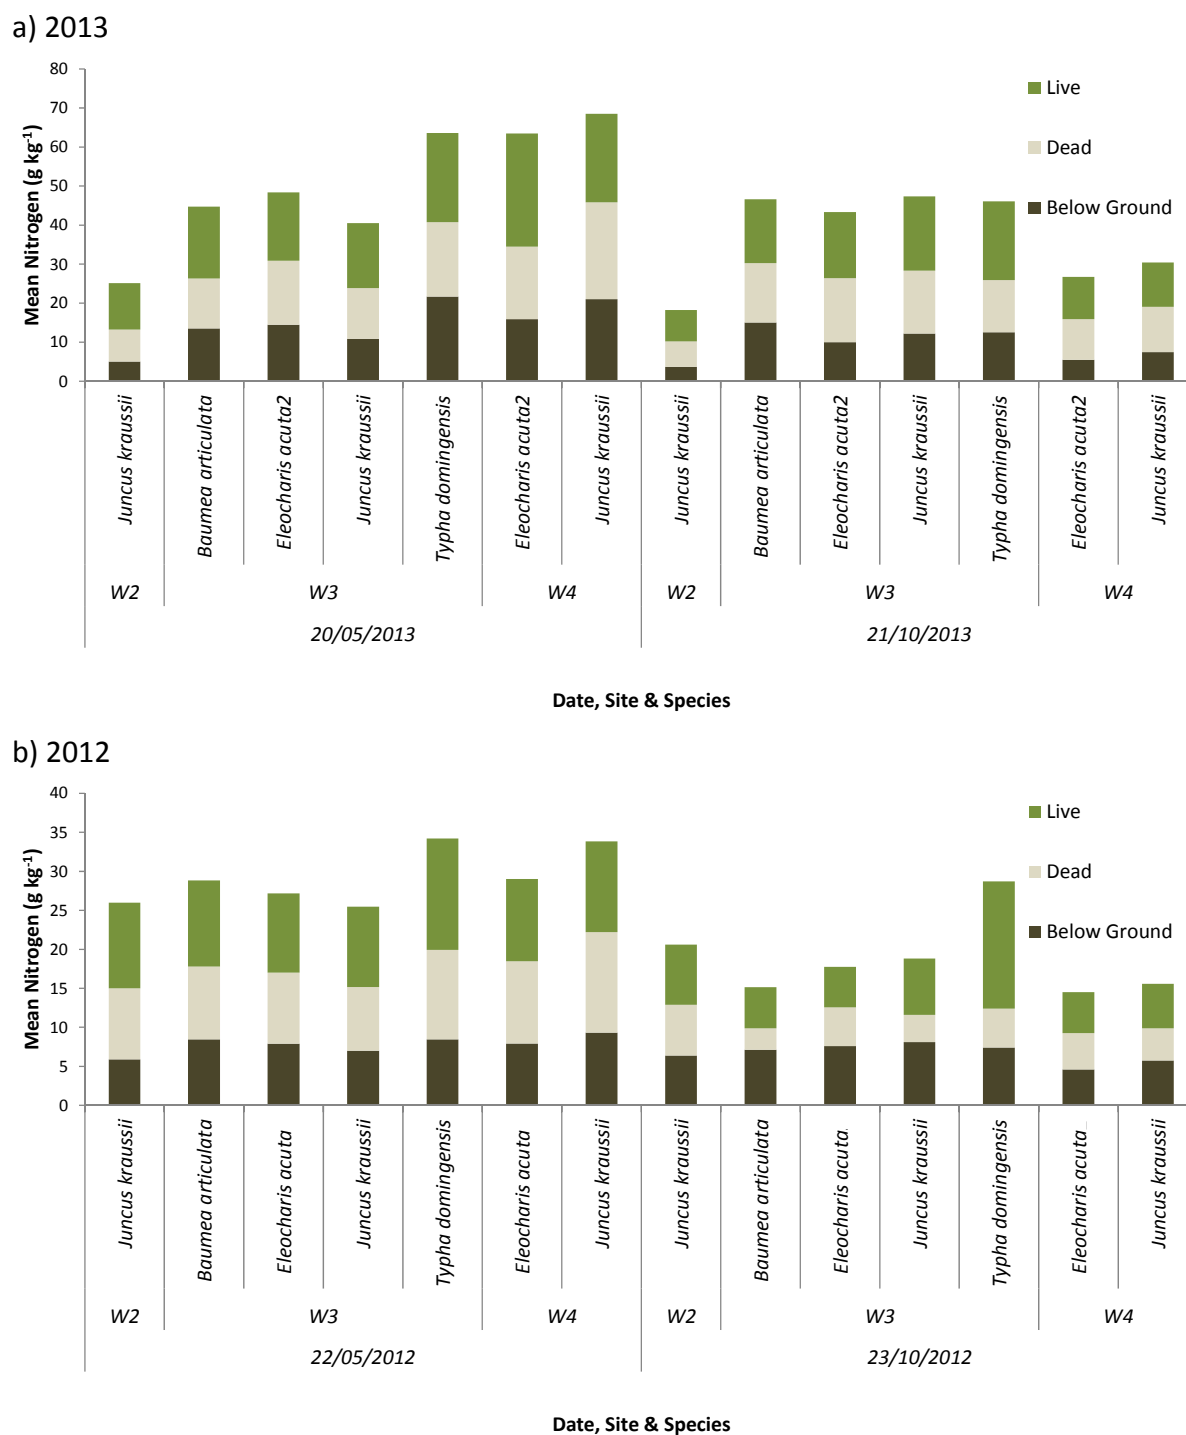 a) 2013
80
70
60
50
40
30
20
10
0
Mean Nitrogen (g kg-1)
Live
Dead
Below Ground
Juncus kraussii
Baumea articulata
Eleocharis acuta2
Juncus kraussii
Typha domingensis
Eleocharis acuta2
Juncus kraussii
Juncus kraussii
Baumea articulata
Eleocharis acuta2
Juncus kraussii
Typha domingensis
Eleocharis acuta2
Juncus kraussii
W2 W3 W4 W2 W3 W4
20/05/2013 21/10/2013
Date, Site & Species
b) 2012
40
35
30
25
20
15
10
5
0
Mean Nitrogen (g kg-1)
Live
Dead
Below Ground
Juncus kraussii
Baumea articulata
Eleocharis acuta
Juncus kraussii
Typha domingensis
Eleocharis acuta
Juncus kraussii
Juncus kraussii
Baumea articulata
Eleocharis acuta
Juncus kraussii
Typha domingensis
Eleocharis acuta
Juncus kraussii
W2 W3 W4 W2 W3 W4
22/05/2012 23/10/2012
Date, Site & Species